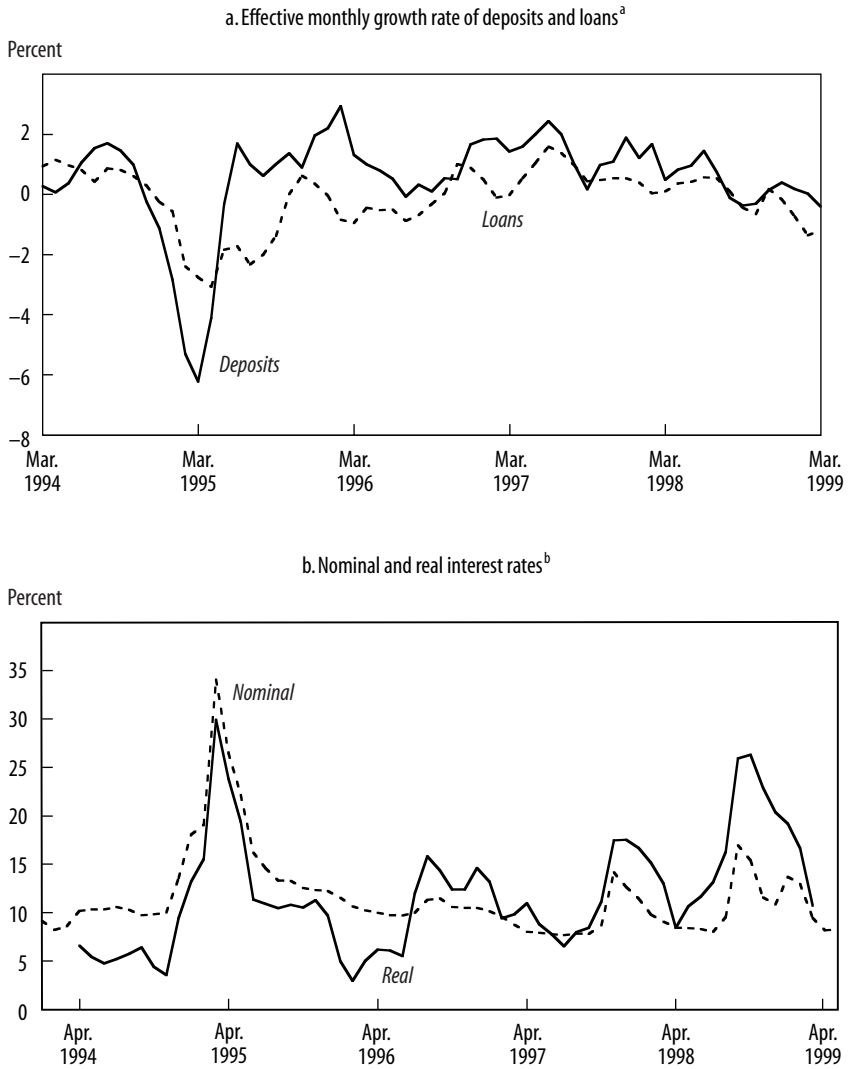 a. Effective monthly growth rate of deposits and loansᵃ
Percent
2
0
–2
–4
–6
–8
Loans
Deposits
Mar. Mar. Mar. Mar. Mar. Mar.
1994 1995 1996 1997 1998 1999
b. Nominal and real interest ratesᵇ
Percent
35
30
25
20
15
10
5
0
Nominal
Real
Apr. Apr. Apr. Apr. Apr. Apr.
1994 1995 1996 1997 1998 1999